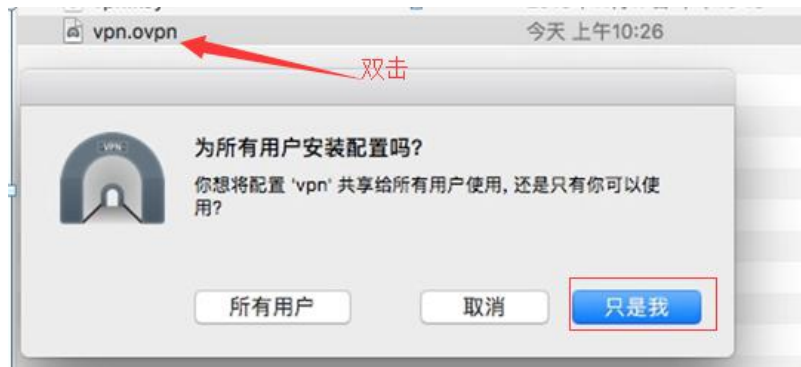 vpn.ovpn 今天 上午10:26
双击
VPN
为所有用户安装配置吗?
你想将配置 'vpn' 共享给所有用户使用, 还是只有你可以使
用?
所有用户 取消 只是我